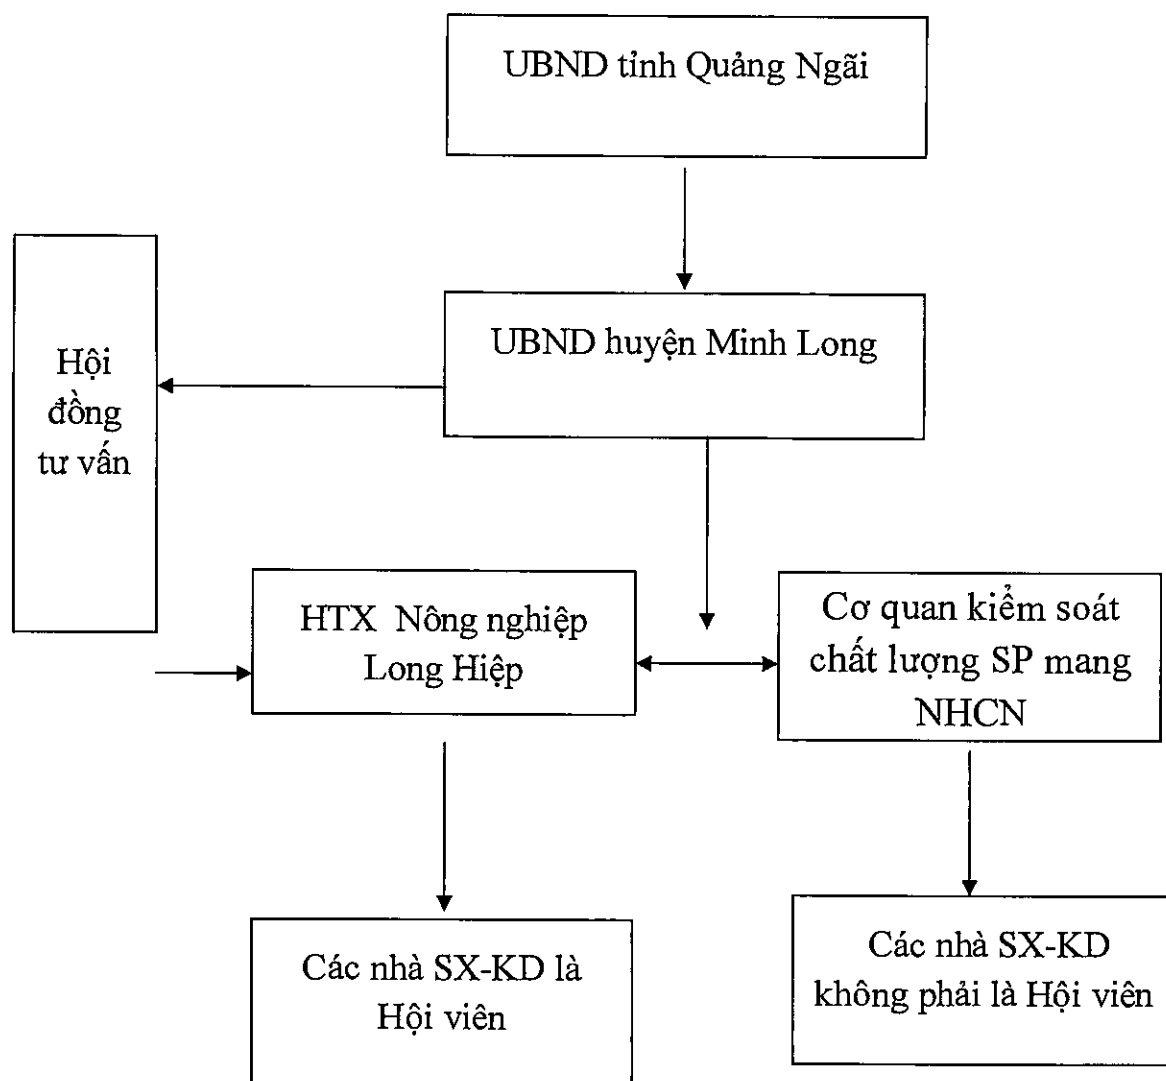 UBND tỉnh Quảng Ngãi
UBND huyện Minh Long
Hội
đồng
tư vấn
HTX Nông nghiệp
Long Hiệp
Cơ quan kiểm soát
chất lượng SP mang
NHCN
Các nhà SX-KD là
Hội viên
Các nhà SX-KD
không phải là Hội viên